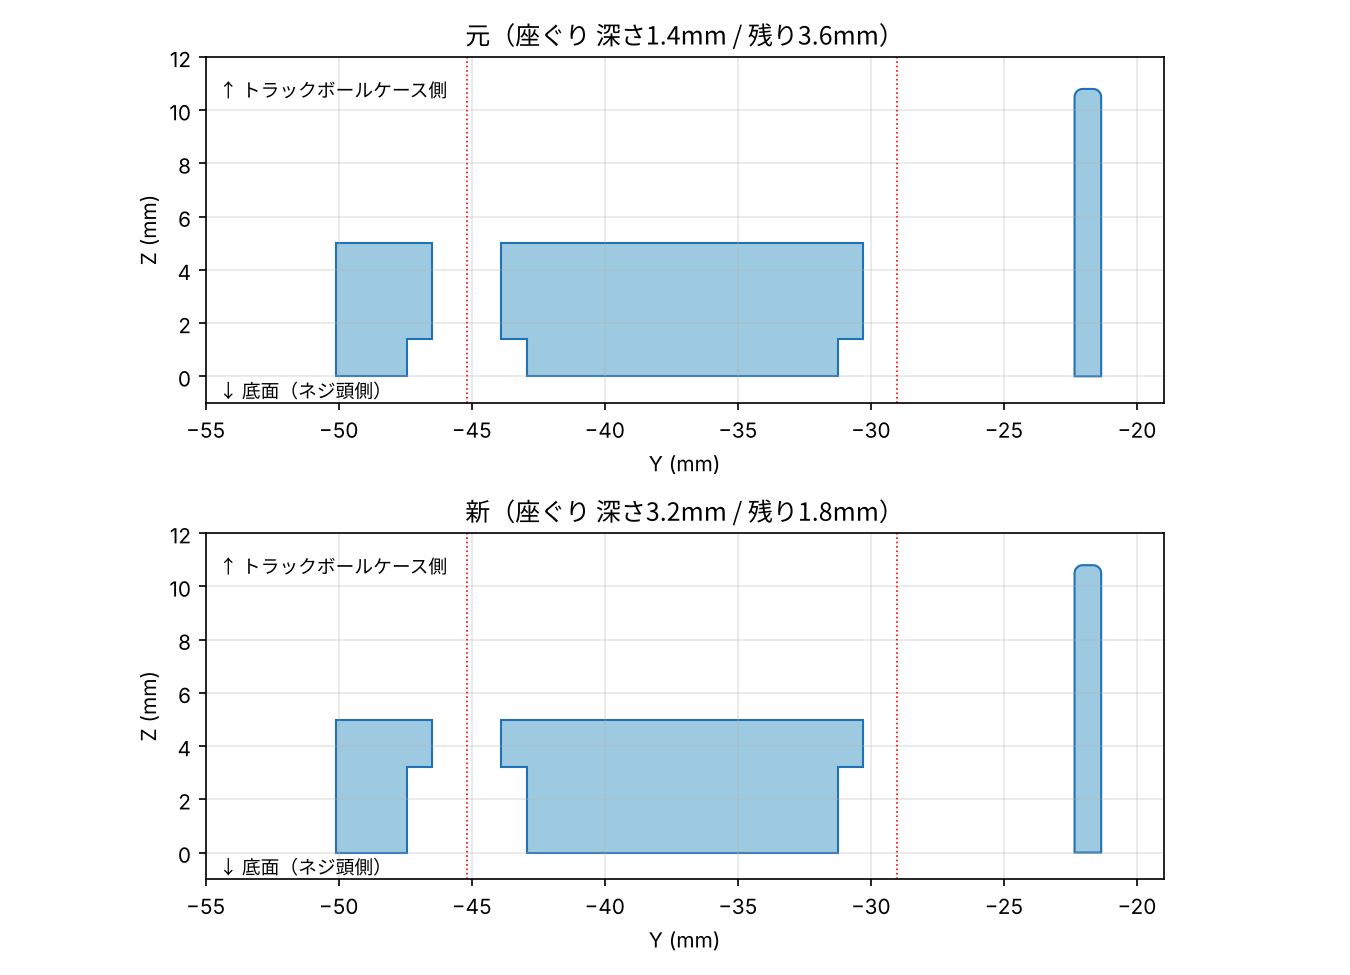 元（座ぐり 深さ1.4mm / 残り3.6mm）
12
↑ トラックボールケース側
10
8
6
Z (mm)
4
2
0
↓ 底面（ネジ頭側）
−55 −50 −45 −40 −35 −30 −25 −20
Y (mm)
新（座ぐり 深さ3.2mm / 残り1.8mm）
12
↑ トラックボールケース側
10
8
6
Z (mm)
4
2
0
↓ 底面（ネジ頭側）
−55 −50 −45 −40 −35 −30 −25 −20
Y (mm)